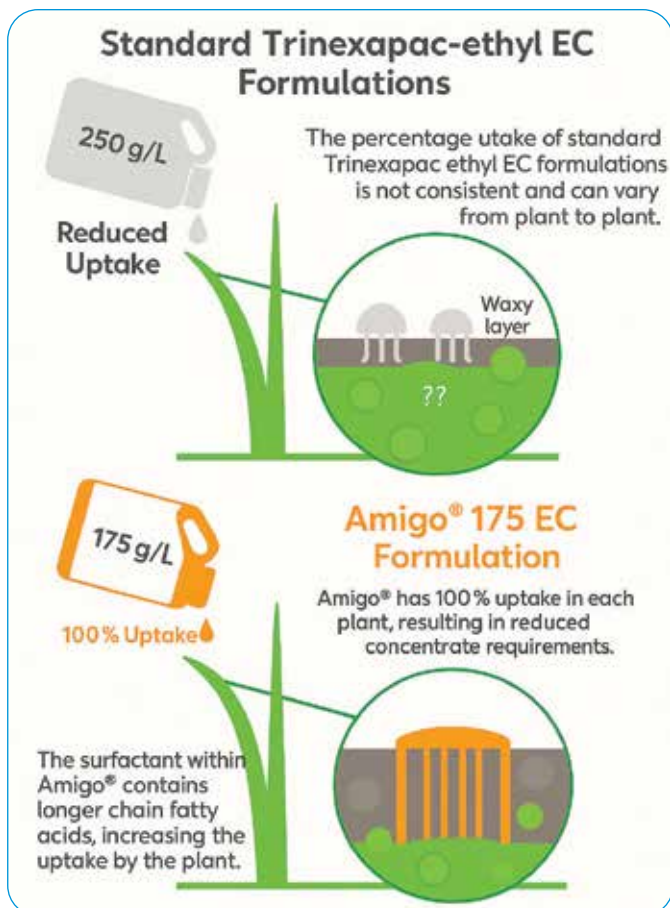 Standard Trinexapac-ethyl EC
Formulations
250 g/L
Reduced
Uptake
The percentage utake of standard
Trinexapac ethyl EC formulations
is not consistent and can vary
from plant to plant.
Waxy
layer
??
175 g/L
100% Uptake
Amigo® 175 EC
Formulation
Amigo® has 100% uptake in each
plant, resulting in reduced
concentrate requirements.
The surfactant within
Amigo® contains
longer chain fatty
acids, increasing the
uptake by the plant.